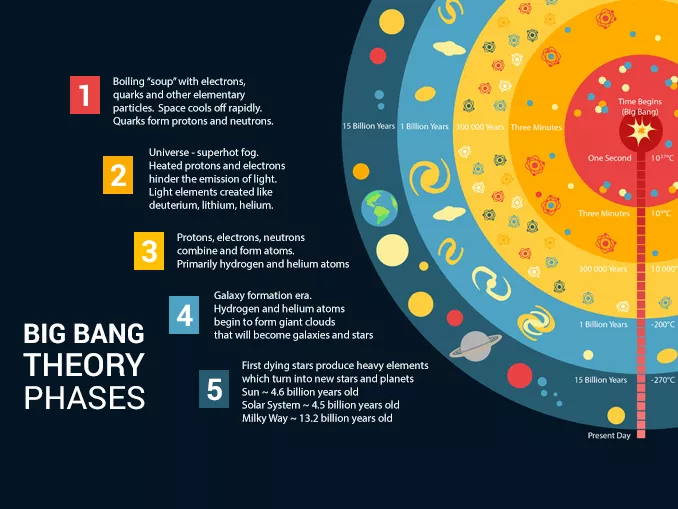 1
Boiling “soup” with electrons,
quarks and other elementary
particles. Space cools off rapidly.
Quarks form protons and neutrons.
2
Universe - superhot fog.
Heated protons and electrons
hinder the emission of light.
Light elements created like
deuterium, lithium, helium.
3
Protons, electrons, neutrons
combine and form atoms.
Primarily hydrogen and helium atoms
4
Galaxy formation era.
Hydrogen and helium atoms
begin to form giant clouds
that will become galaxies and stars
5
First dying stars produce heavy elements
which turn into new stars and planets
Sun ~ 4.6 billion years old
Solar System ~ 4.5 billion years old
Milky Way ~ 13.2 billion years old
BIG BANG
THEORY
PHASES
15 Billion Years
1 Billion Years
300 000 Years
Three Minutes
Time Begins
(Big Bang)
One Second
Three Minutes
300 000 Years
10 000°
1 Billion Years
-200°C
15 Billion Years
-270°C
Present Day